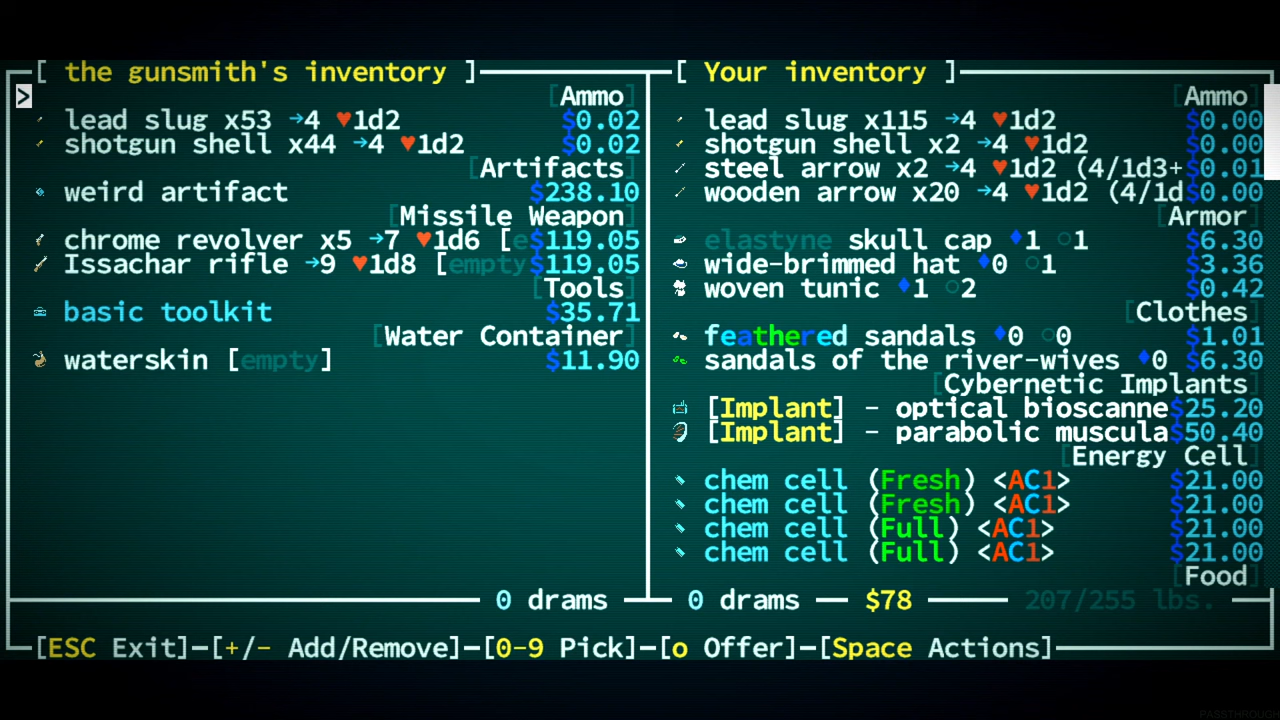 [ the gunsmith's inventory ]
>
[Ammo]
lead slug x53 →4 ♥1d2 $0.02
shotgun shell x44 →4 ♥1d2 $0.02
[Artifacts]
weird artifact $238.10
[Missile Weapon]
chrome revolver x5 →7 ♥1d6 [e $119.05
Issachar rifle →9 ♥1d8 [empty $119.05
[Tools]
basic toolkit $35.71
[Water Container]
waterskin [empty] $11.90
0 drams
[ Your inventory ]
[Ammo]
lead slug x115 →4 ♥1d2 $0.00
shotgun shell x2 →4 ♥1d2 $0.00
steel arrow x2 →4 ♥1d2 (4/1d3+ $0.01
wooden arrow x20 →4 ♥1d2 (4/1d $0.00
[Armor]
elastyne skull cap ♦1 ○1 $6.30
wide-brimmed hat ♦0 ○1 $3.36
woven tunic ♦1 ○2 $0.42
[Clothes]
feathered sandals ♦0 ○0 $1.01
sandals of the river-wives ♦0 $6.30
[Cybernetic Implants]
[Implant] - optical bioscanne $25.20
[Implant] - parabolic muscula $50.40
[Energy Cell]
chem cell (Fresh) <AC1> $21.00
chem cell (Fresh) <AC1> $21.00
chem cell (Full) <AC1> $21.00
chem cell (Full) <AC1> $21.00
[Food]
0 drams $78 207/255 lbs.
[ESC Exit]-[+/- Add/Remove]-[0-9 Pick]-[o Offer]-[Space Actions]